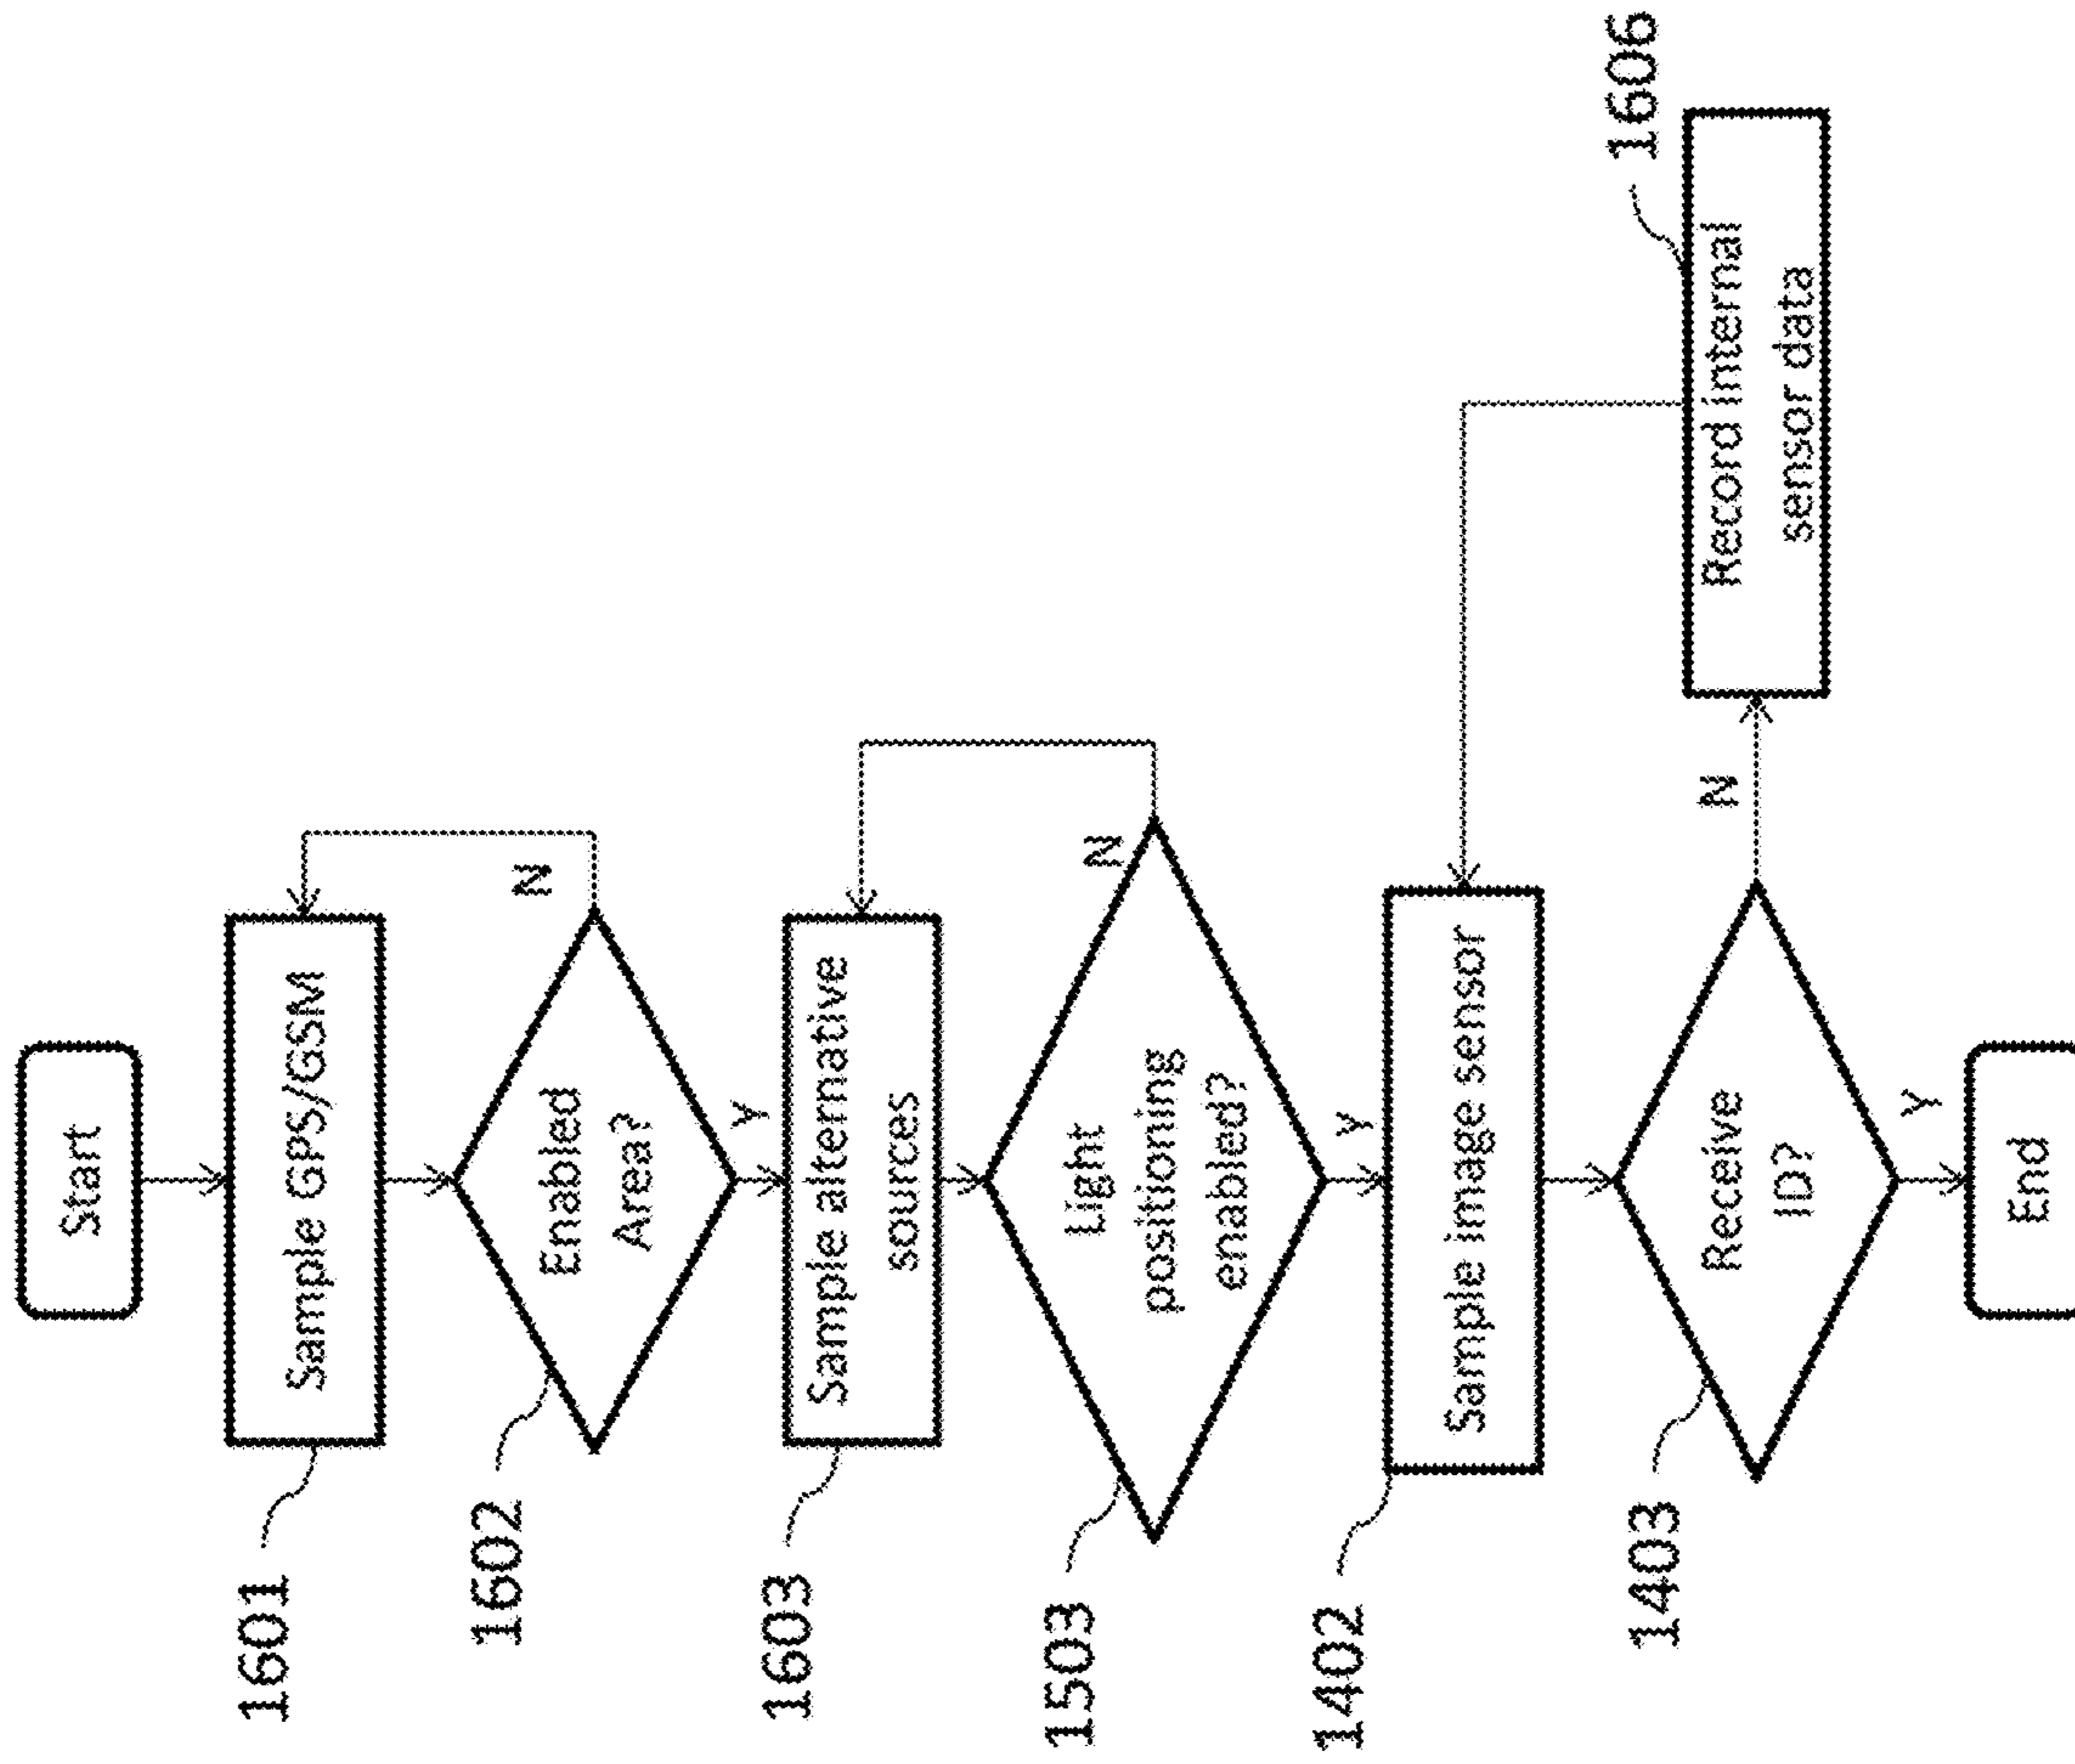 Start
1601
Sample GPS/GSM
1602
Enabled
Area?
N
Y
1603
Sample alternative
sources
1503
Light
positioning
enabled?
N
Y
1402
Sample image sensor
1403
Receive
ID?
N
1606
Record internal
sensor data
Y
End